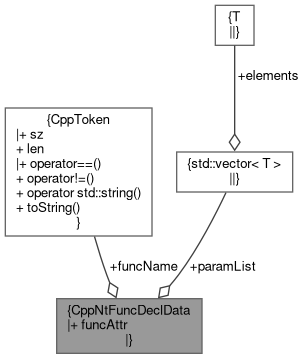 {T
||}
+elements
{CppToken
|+ sz
+ len
|+ operator==()
+ operator!=()
+ operator std::string()
+ toString()
}
{std::vector< T >
||}
+funcName
+paramList
{CppNtFuncDeclData
|+ funcAttr
|}